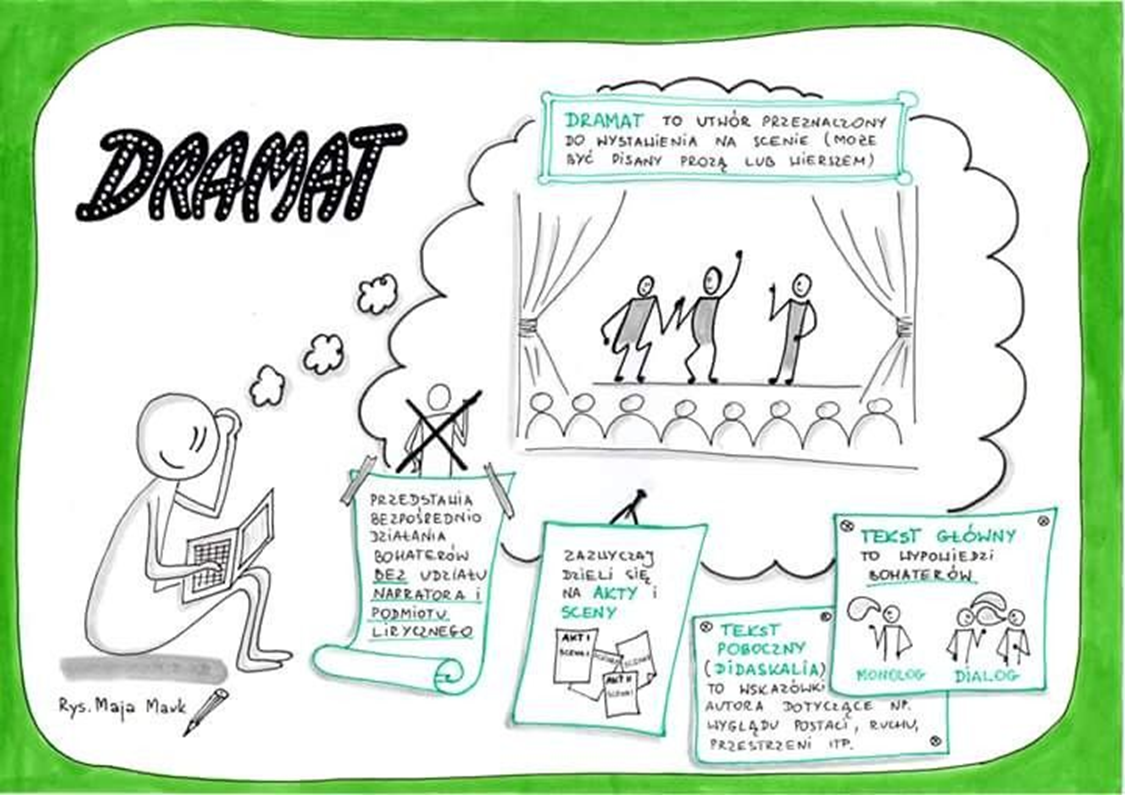 DRAMAT
DRAMAT TO UTWÓR PRZEZNACZONY
DO WYSTAWIENIA NA SCENIE (MOŻE
BYĆ PISANY PROZĄ LUB WIERSZEM)
PRZEDSTAWIA
BEZPOŚREDNIO
DZIAŁANIA
BOHATERÓW
BEZ UDZIAŁU
NARRATORA I
PODMIOTU
LIRYCZNEGO
ZAZWYCZAJ
DZIELI SIĘ
NA AKTY i
SCENY
AKT I
SCENA I
AKT II
SCENA I
TEKST
POBOCZNY
(DiDASKALIA)
TO WSKAZÓWKI
AUTORA DOTYCZĄCE NP.
WYGLĄDU POSTACI, RUCHU,
PRZESTRZENI ITP.
TEKST GŁÓWNY
TO WYPOWIEDZI
BOHATERÓW
MONOLOG DiALOG
Rys. Maja Mavk